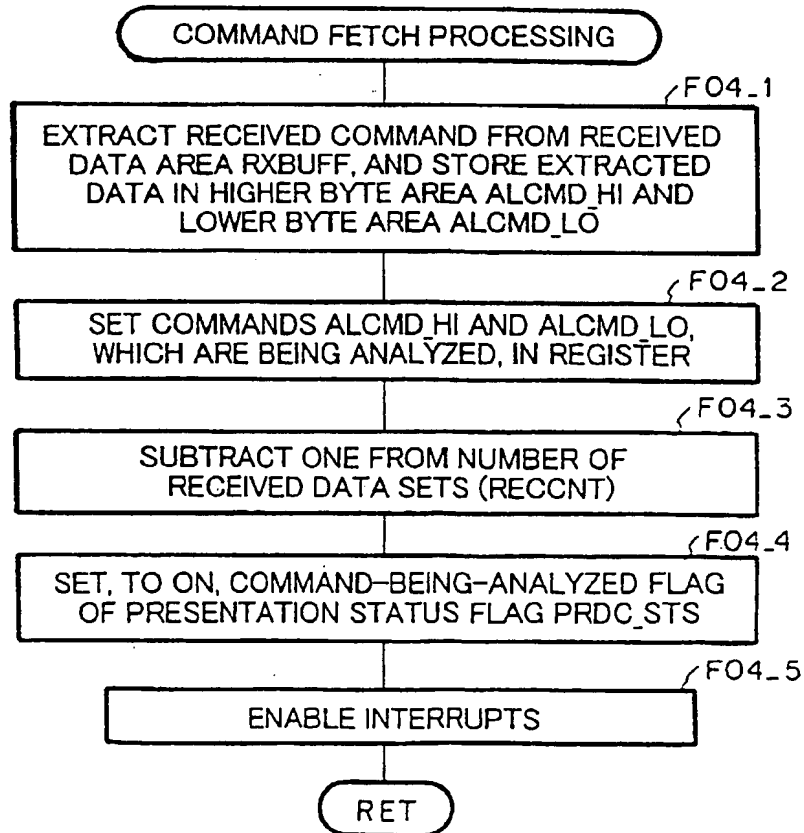 COMMAND FETCH PROCESSING
F04_1
EXTRACT RECEIVED COMMAND FROM RECEIVED
DATA AREA RXBUFF, AND STORE EXTRACTED
DATA IN HIGHER BYTE AREA ALCMD_HI AND
LOWER BYTE AREA ALCMD_LO
F04_2
SET COMMANDS ALCMD_HI AND ALCMD_LO,
WHICH ARE BEING ANALYZED, IN REGISTER
F04_3
SUBTRACT ONE FROM NUMBER OF
RECEIVED DATA SETS (RECCNT)
F04_4
SET, TO ON, COMMAND-BEING-ANALYZED FLAG
OF PRESENTATION STATUS FLAG PRDC_STS
F04_5
ENABLE INTERRUPTS
RET